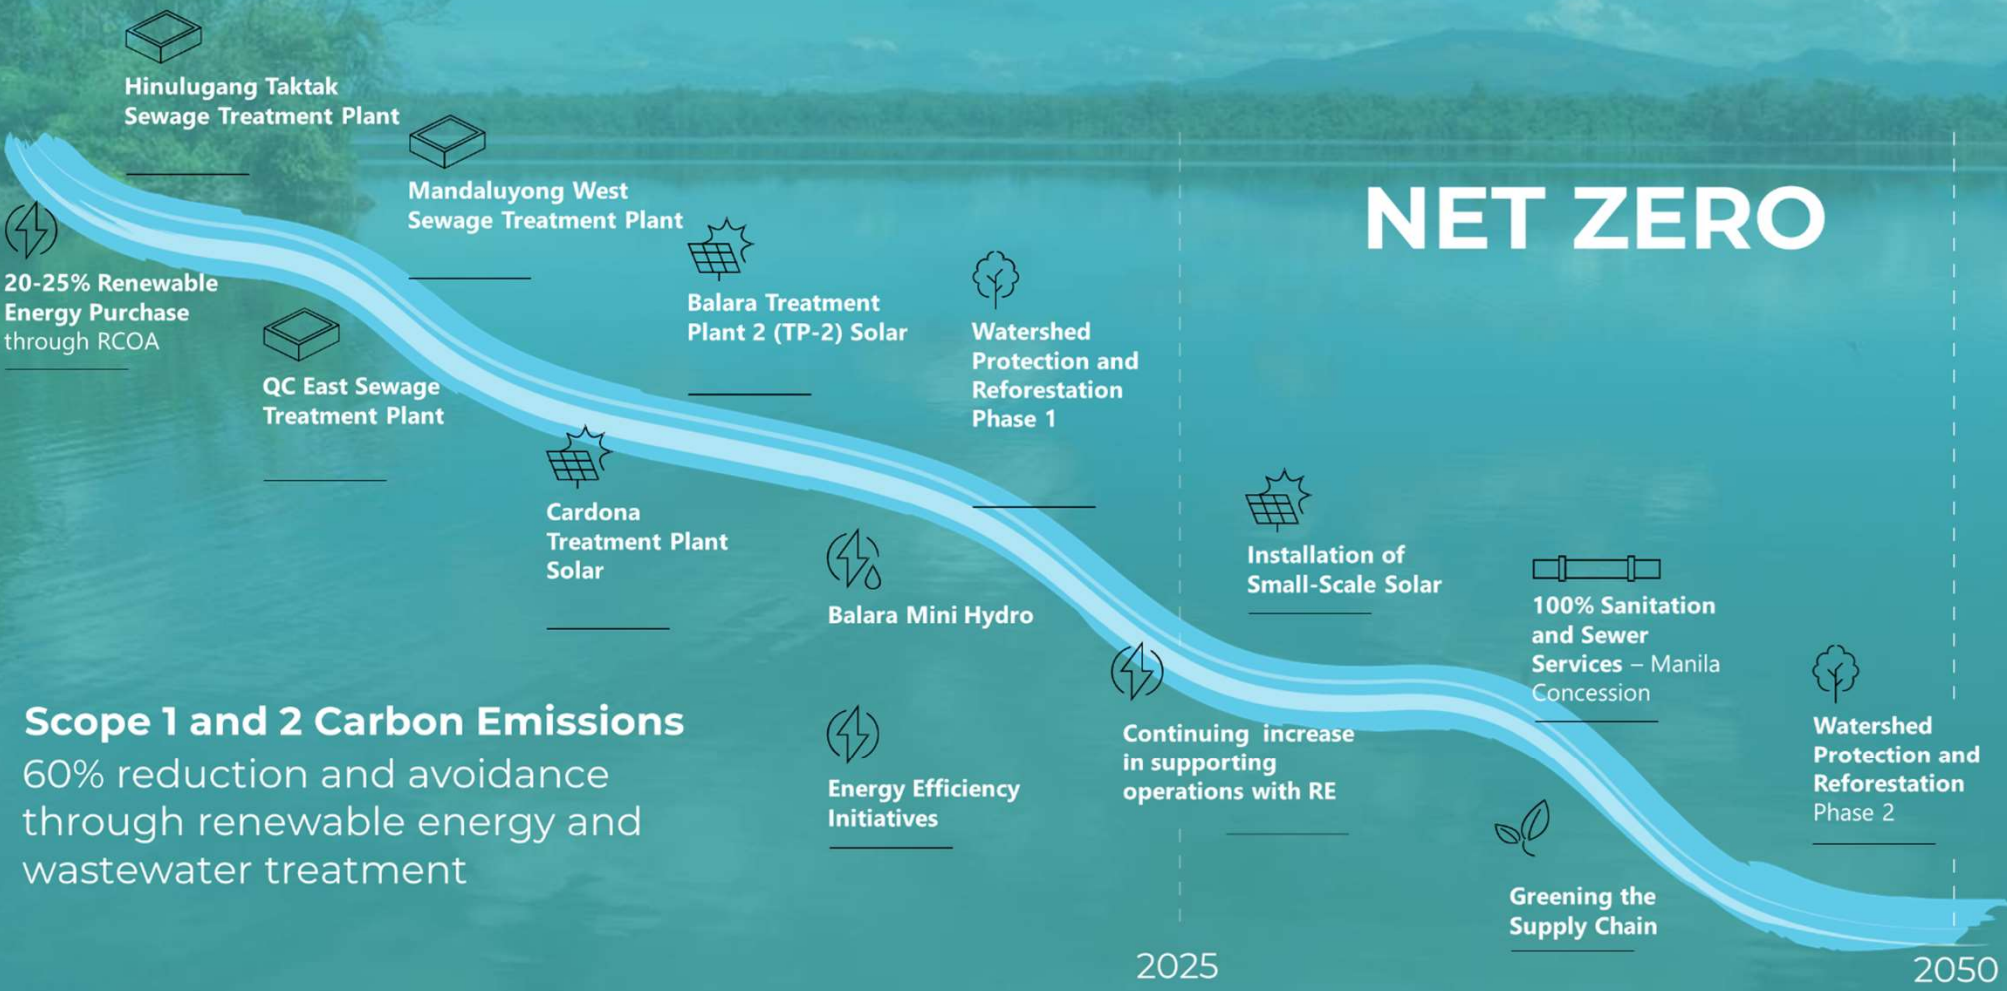 Hinulugang Taktak
Sewage Treatment Plant
Mandaluyong West
Sewage Treatment Plant
NET ZERO
20-25% Renewable
Energy Purchase
through RCOA
QC East Sewage
Treatment Plant
Balara Treatment
Plant 2 (TP-2) Solar
Watershed
Protection and
Reforestation
Phase 1
Cardona
Treatment Plant
Solar
Balara Mini Hydro
Installation of
Small-Scale Solar
100% Sanitation
and Sewer
Services – Manila
Concession
Scope 1 and 2 Carbon Emissions
60% reduction and avoidance
through renewable energy and
wastewater treatment
Energy Efficiency
Initiatives
Continuing increase
in supporting
operations with RE
Watershed
Protection and
Reforestation
Phase 2
Greening the
Supply Chain
2025
2050